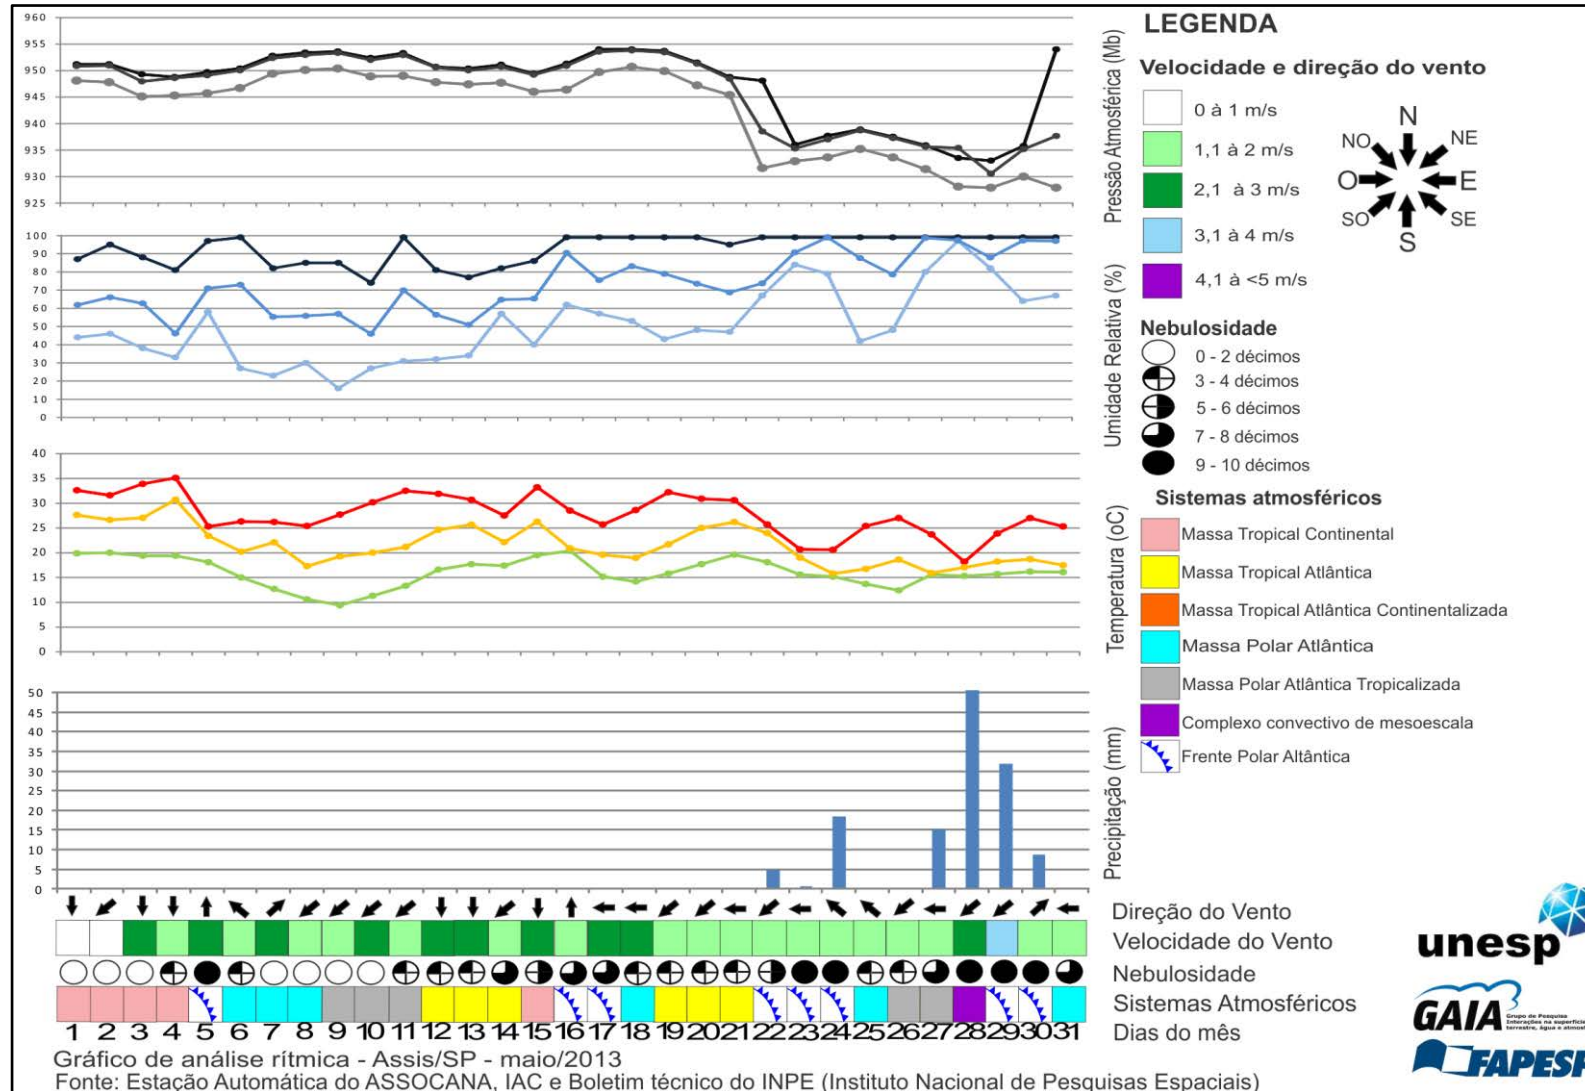 960
955
950
945
940
935
930
925
Pressão Atmosférica (Mb)
100
90
80
70
60
50
40
30
20
10
0
Umidade Relativa (%)
40
35
30
25
20
15
10
5
0
Temperatura (oC)
50
45
40
35
30
25
20
15
10
5
0
Precipitação (mm)
LEGENDA
Velocidade e direção do vento
0 à 1 m/s
1,1 à 2 m/s
2,1 à 3 m/s
3,1 à 4 m/s
4,1 à <5 m/s
N
NO NE
O E
SO SE
S
Nebulosidade
0 - 2 décimos
3 - 4 décimos
5 - 6 décimos
7 - 8 décimos
9 - 10 décimos
Sistemas atmosféricos
Massa Tropical Continental
Massa Tropical Atlântica
Massa Tropical Atlântica Continentalizada
Massa Polar Atlântica
Massa Polar Atlântica Tropicalizada
Complexo convectivo de mesoescala
Frente Polar Altântica
Direção do Vento
Velocidade do Vento
Nebulosidade
Sistemas Atmosféricos
Dias do mês
1 2 3 4 5 6 7 8 9 10 11 12 13 14 15 16 17 18 19 20 21 22 23 24 25 26 27 28 29 30 31
Gráfico de análise rítmica - Assis/SP - maio/2013
Fonte: Estação Automática do ASSOCANA, IAC e Boletim técnico do INPE (Instituto Nacional de Pesquisas Espaciais)
unesp
GAIA
Grupo de Pesquisa
FAPESP